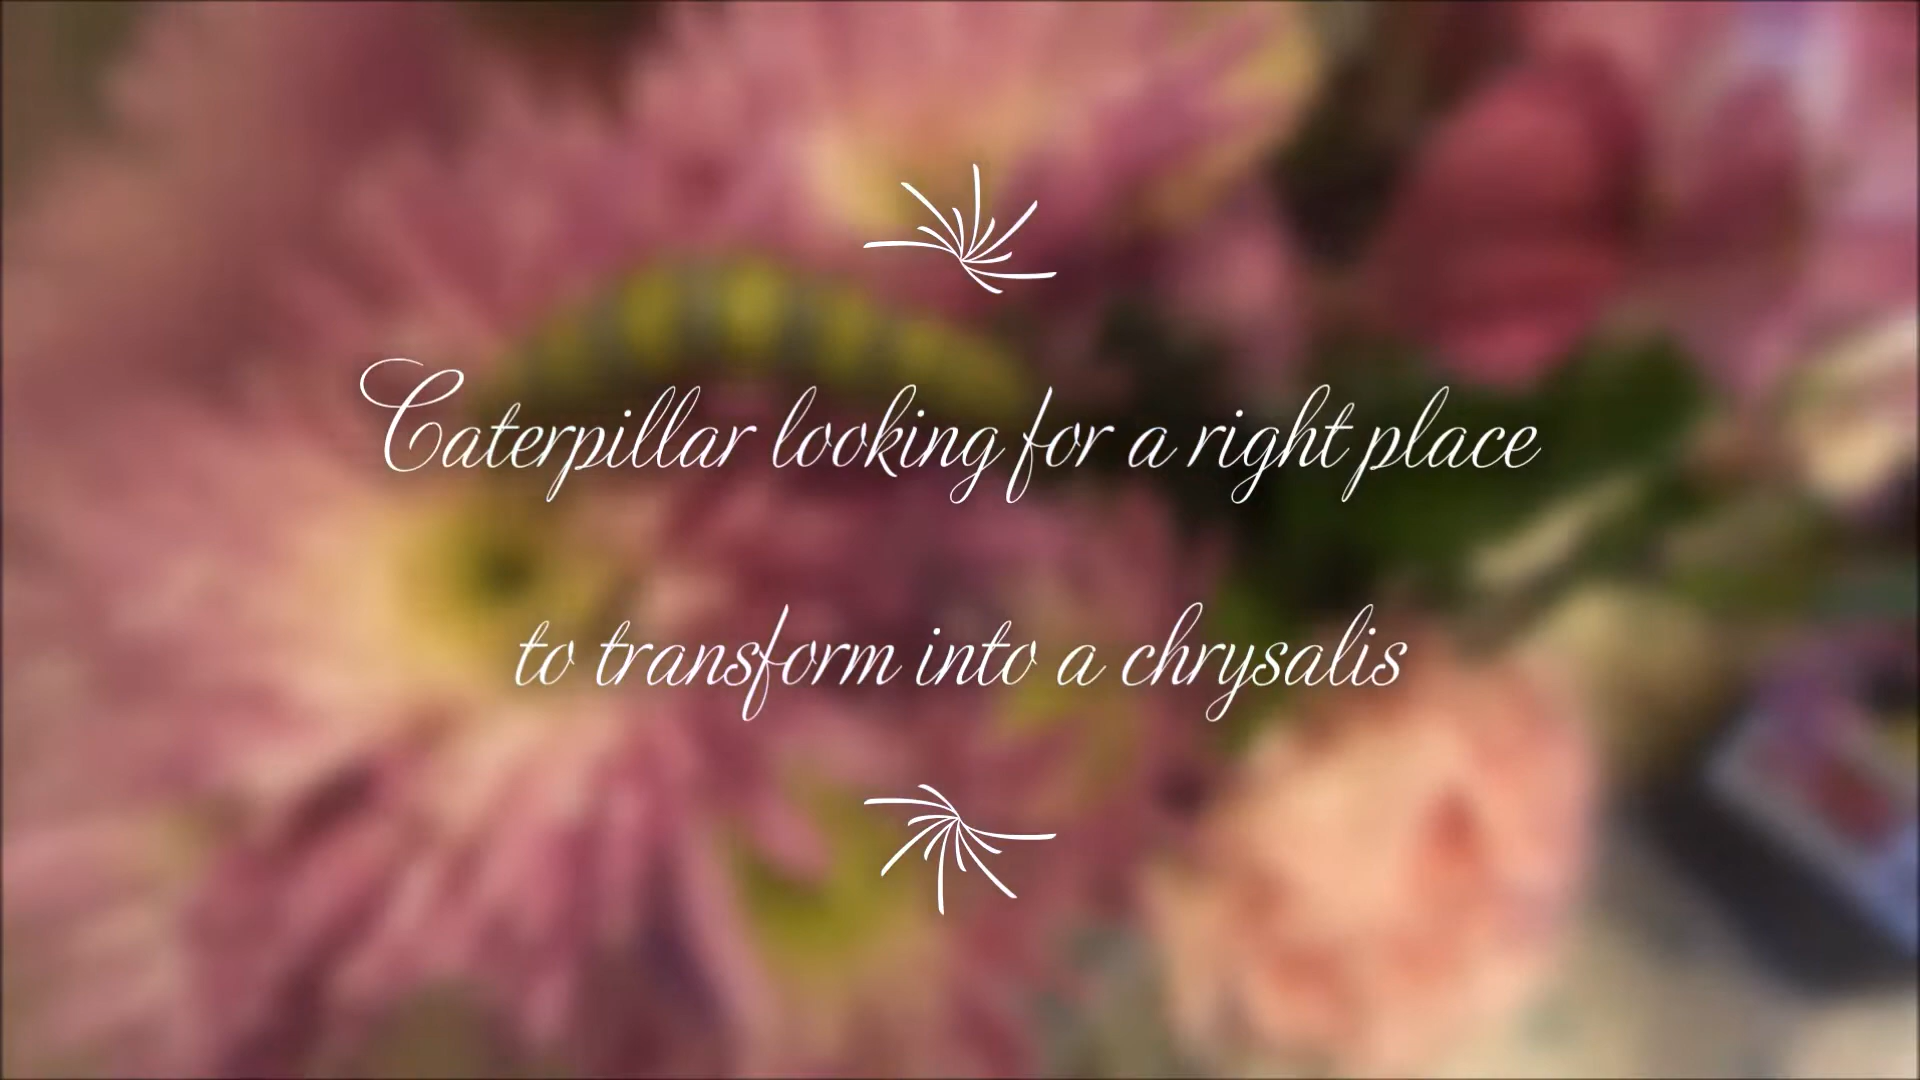 Caterpillar looking for a right place
to transform into a chrysalis